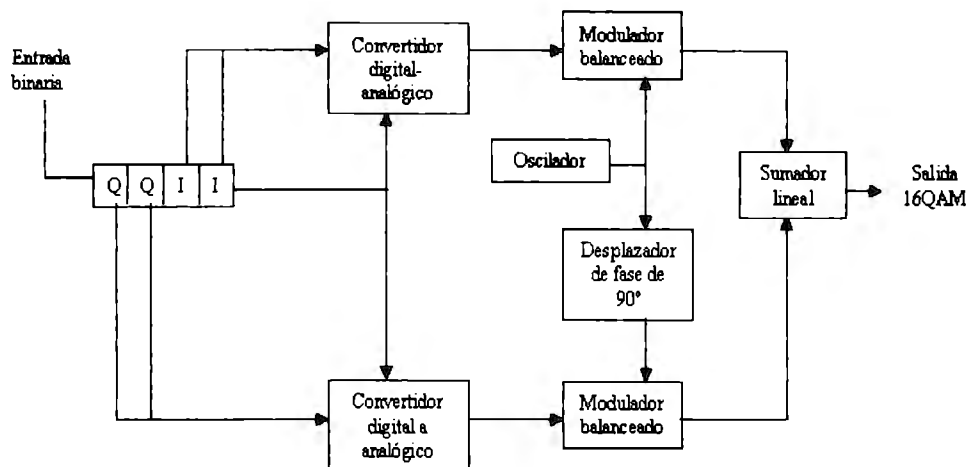 Entrada
binaria
Convertidor
digital-
analógico
Modulador
balanceado
Oscilador
Q Q I I
Sumador
lineal
Salida
16QAM
Desplazador
de fase de
90°
Convertidor
digital a
analógico
Modulador
balanceado